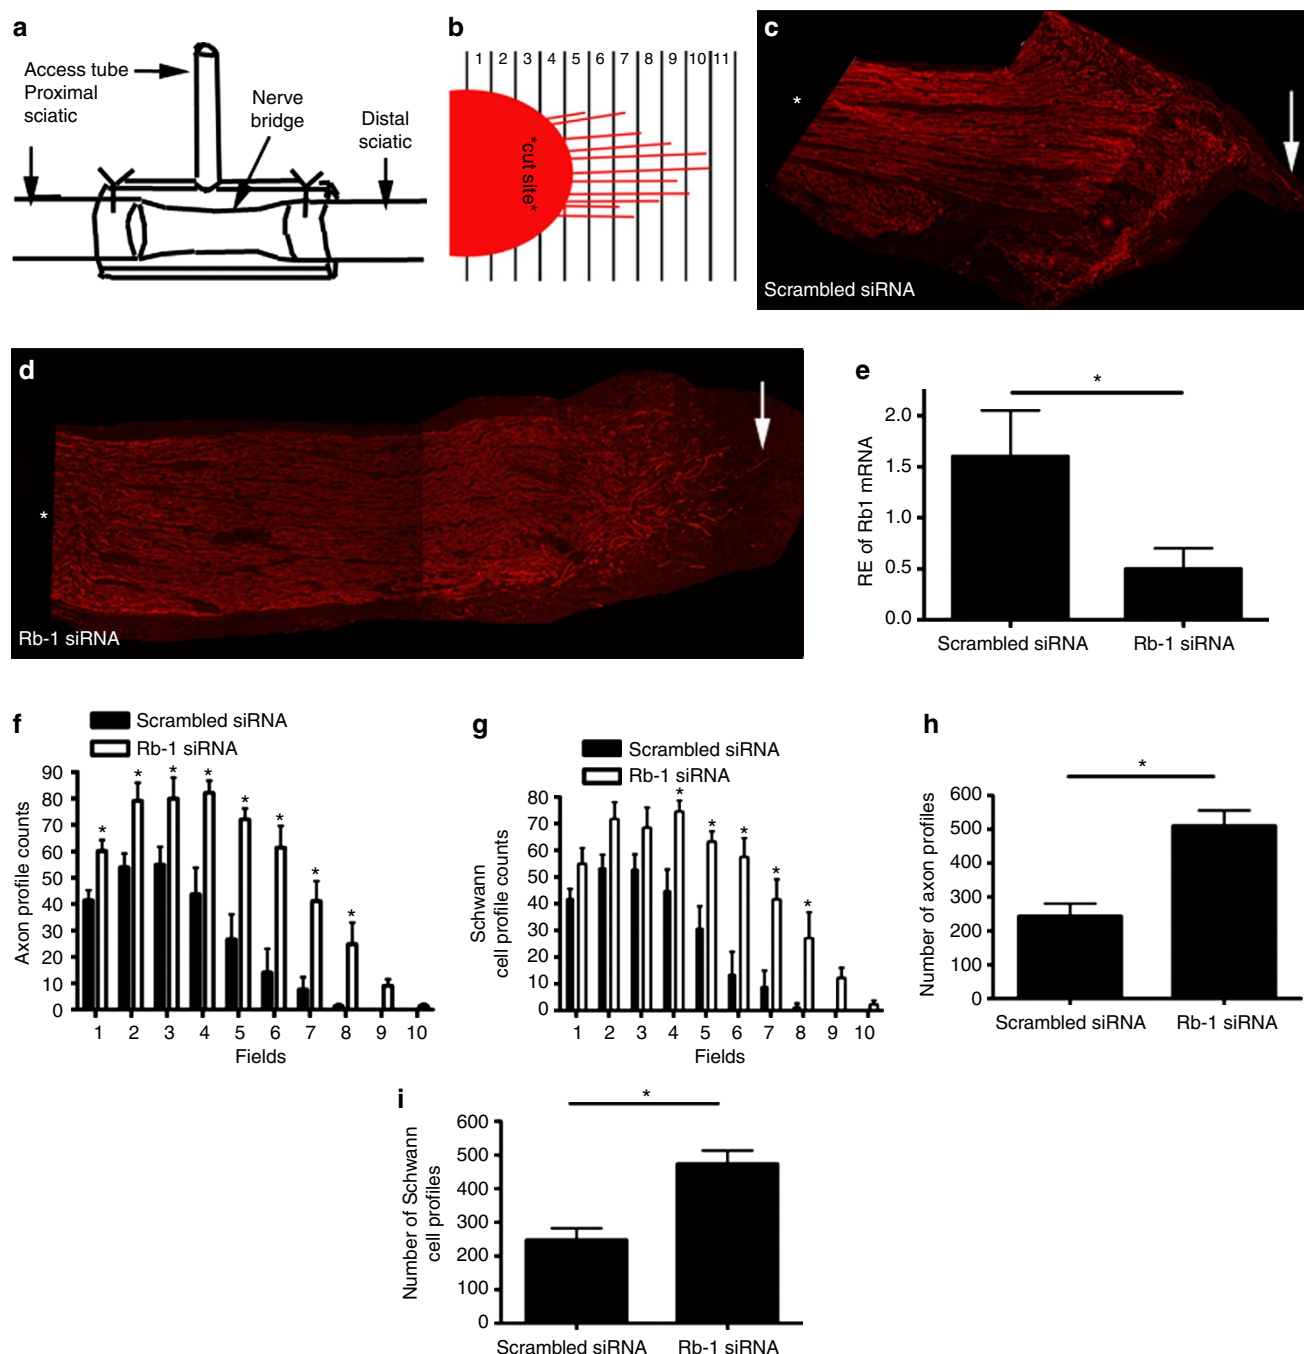 a
Access tube
Proximal
sciatic
Nerve
bridge
Distal
sciatic
b
1 2 3 4 5 6 7 8 9 10 11
*cut site*
c
*
Scrambled siRNA
d
*
Rb-1 siRNA
e
*
RE of Rb1 mRNA
2.0
1.5
1.0
0.5
0.0
Scrambled siRNA
Rb-1 siRNA
f
Scrambled siRNA
Rb-1 siRNA
Axon profile counts
90
80
70
60
50
40
30
20
10
0
* * * * * * * *
1 2 3 4 5 6 7 8 9 10
Fields
g
Scrambled siRNA
Rb-1 siRNA
Schwann
cell profile counts
80
70
60
50
40
30
20
10
0
* * * * *
1 2 3 4 5 6 7 8 9 10
Fields
h
*
Number of axon profiles
600
500
400
300
200
100
0
Scrambled siRNA
Rb-1 siRNA
i
*
Number of Schwann
cell profiles
600
500
400
300
200
100
0
Scrambled siRNA
Rb-1 siRNA